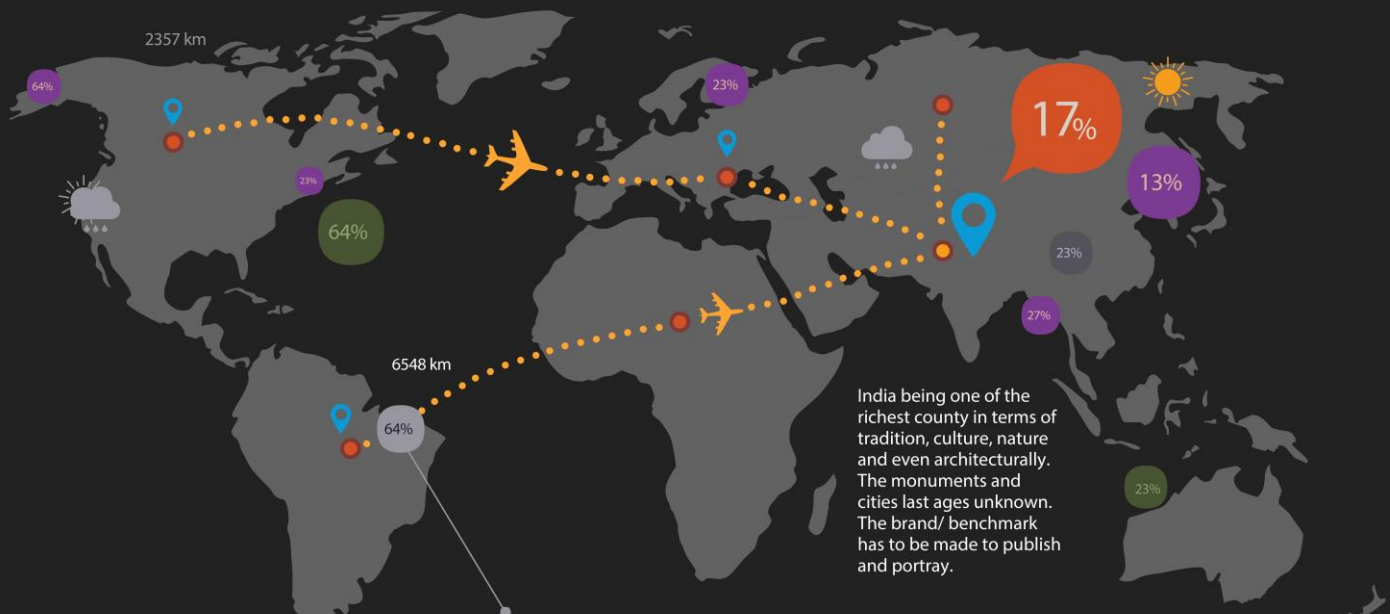 2357 km
64%
23%
17%
13%
23%
64%
23%
27%
6548 km
64%
India being one of the
richest county in terms of
tradition, culture, nature
and even architecturally.
The monuments and
cities last ages unknown.
The brand/ benchmark
has to be made to publish
and portray.
23%